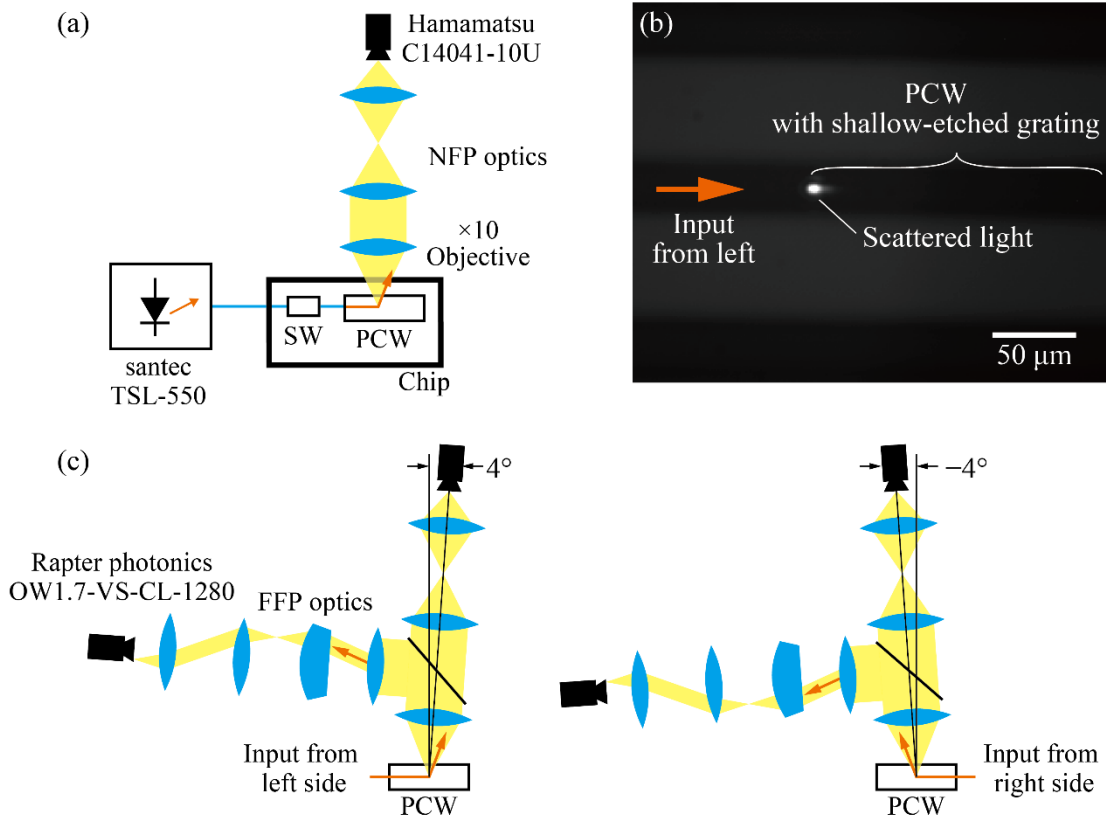 (a)
Hamamatsu
C14041-10U
NFP optics
×10
Objective
SW
PCW
Chip
santec
TSL-550
(b)
PCW
with shallow-etched grating
Input
from left
Scattered light
50 μm
(c)
4°
Rapter photonics
OW1.7-VS-CL-1280
FFP optics
Input from
left side
PCW
−4°
Input from
right side
PCW